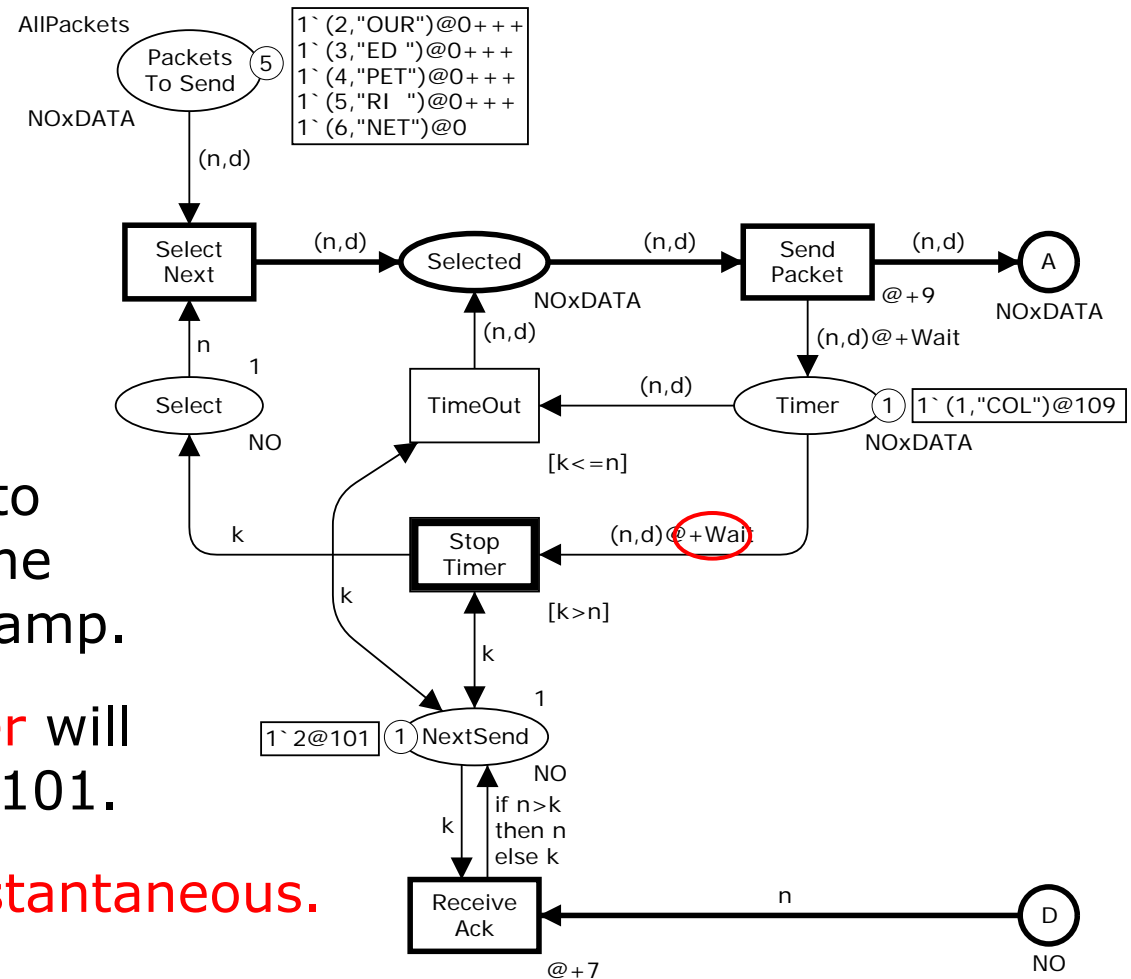 AllPackets
Packets
To Send
5
1`(2,"OUR")@0+++
1`(3,"ED ")@0+++
1`(4,"PET")@0+++
1`(5,"RI  ")@0+++
1`(6,"NET")@0
NOxDATA
(n,d)
Select
Next
(n,d)
Selected
NOxDATA
(n,d)
Send
Packet
@+9
(n,d)
A
NOxDATA
n
(n,d)
(n,d)@+Wait
1
Select
NO
TimeOut
[k<=n]
(n,d)
Timer
1
1`(1,"COL")@109
NOxDATA
to
k
Stop
Timer
[k>n]
(n,d)@+Wait
k
k
amp.
er will
101.
1
1`2@101
1
NextSend
NO
k
if n>k
then n
else k
stantaneous.
Receive
Ack
@+7
n
D
NO